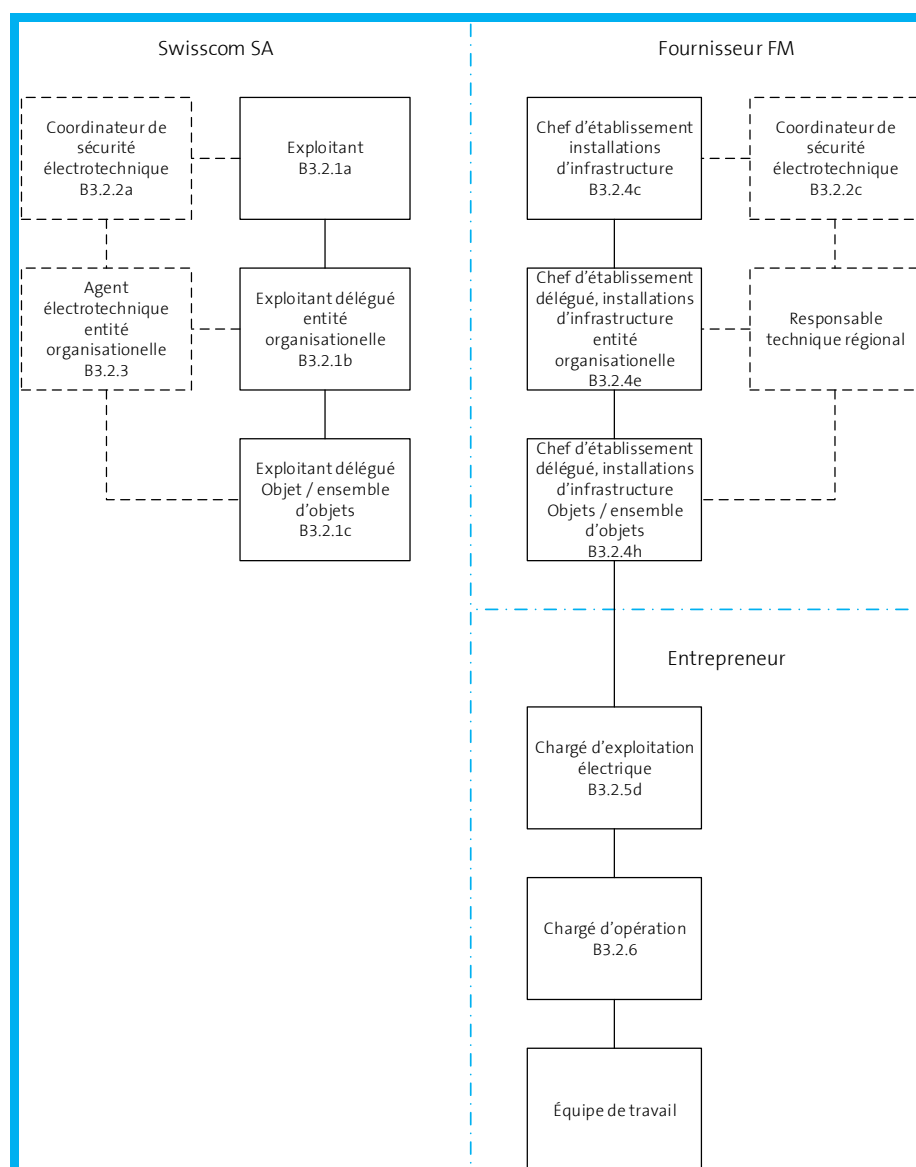 Swisscom SA
Fournisseur FM
Coordinateur de
sécurité
électrotechnique
B3.2.2a
Exploitant
B3.2.1a
Chef d’établissement
installations
d’infrastructure
B3.2.4c
Coordinateur de
sécurité
électrotechnique
B3.2.2c
Agent
électrotechnique
entité
organisationelle
B3.2.3
Exploitant délégué
entité
organisationelle
B3.2.1b
Chef d’établissement
délégué, installations
d’infrastructure
entité
organisationelle
B3.2.4e
Responsable
technique régional
Exploitant délégué
Objet / ensemble
d’objets
B3.2.1c
Chef d’établissement
délégué, installations
d’infrastructure
Objets / ensemble
d’objets
B3.2.4h
Entrepreneur
Chargé d’exploitation
électrique
B3.2.5d
Chargé d’opération
B3.2.6
Équipe de travail